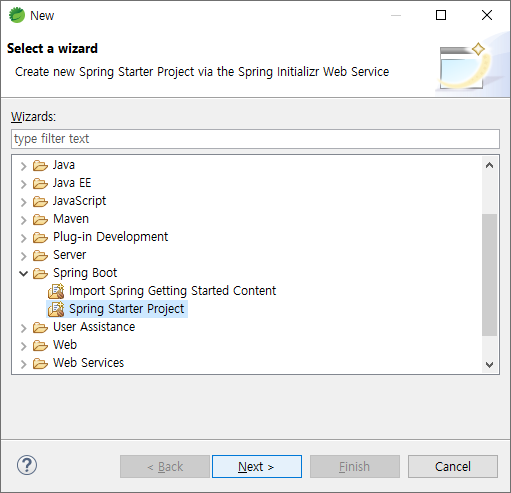 New
Select a wizard
Create new Spring Starter Project via the Spring Initializr Web Service
Wizards:
type filter text
Java
Java EE
JavaScript
Maven
Plug-in Development
Server
Spring Boot
Import Spring Getting Started Content
Spring Starter Project
User Assistance
Web
Web Services
?
< Back
Next >
Finish
Cancel